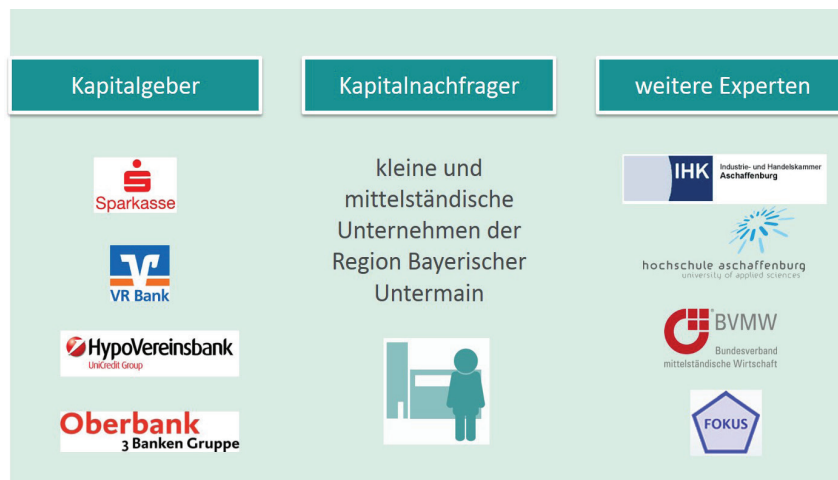 Kapitalgeber
Sparkasse
VR Bank
HypoVereinsbank
UniCredit Group
Oberbank
3 Banken Gruppe
Kapitalnachfrager
kleine und
mittelständische
Unternehmen der
Region Bayerischer
Untermain
weitere Experten
IHK
Industrie- und Handelskammer
Aschaffenburg
hochschule aschaffenburg
university of applied sciences
BVMW
Bundesverband
mittelständische Wirtschaft
FOKUS